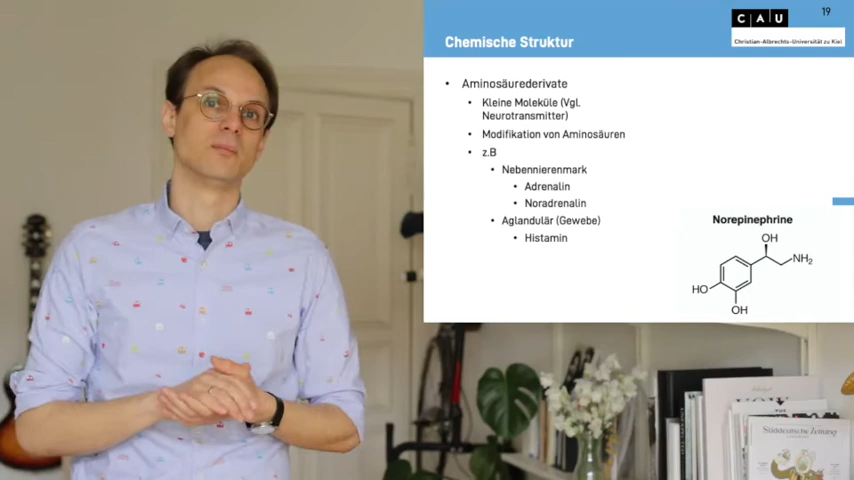 19
C A U
Christian-Albrechts-Universität zu Kiel
Chemische Struktur
Aminosäurederivate
Kleine Moleküle (Vgl.
Neurotransmitter)
Modifikation von Aminosäuren
z.B
Nebennierenmark
Adrenalin
Noradrenalin
Aglandulär (Gewebe)
Histamin
Norepinephrine
OH
NH₂
HO
OH
Süddeutsche Zeitung